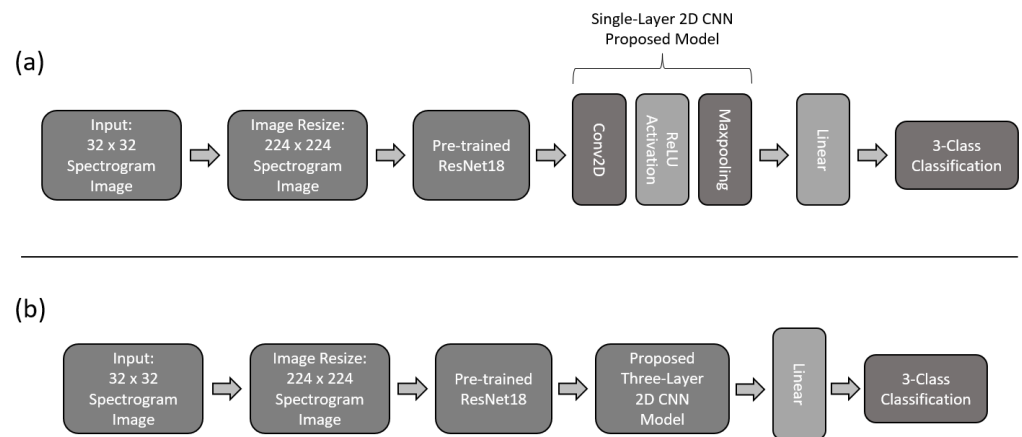 Single-Layer 2D CNN
Proposed Model
(a)
Input:
32 x 32
Spectrogram
Image
Image Resize:
224 x 224
Spectrogram
Image
Pre-trained
ResNet18
Conv2D
ReLU
Activation
Maxpooling
Linear
3-Class
Classification
(b)
Input:
32 x 32
Spectrogram
Image
Image Resize:
224 x 224
Spectrogram
Image
Pre-trained
ResNet18
Proposed
Three-Layer
2D CNN
Model
Linear
3-Class
Classification